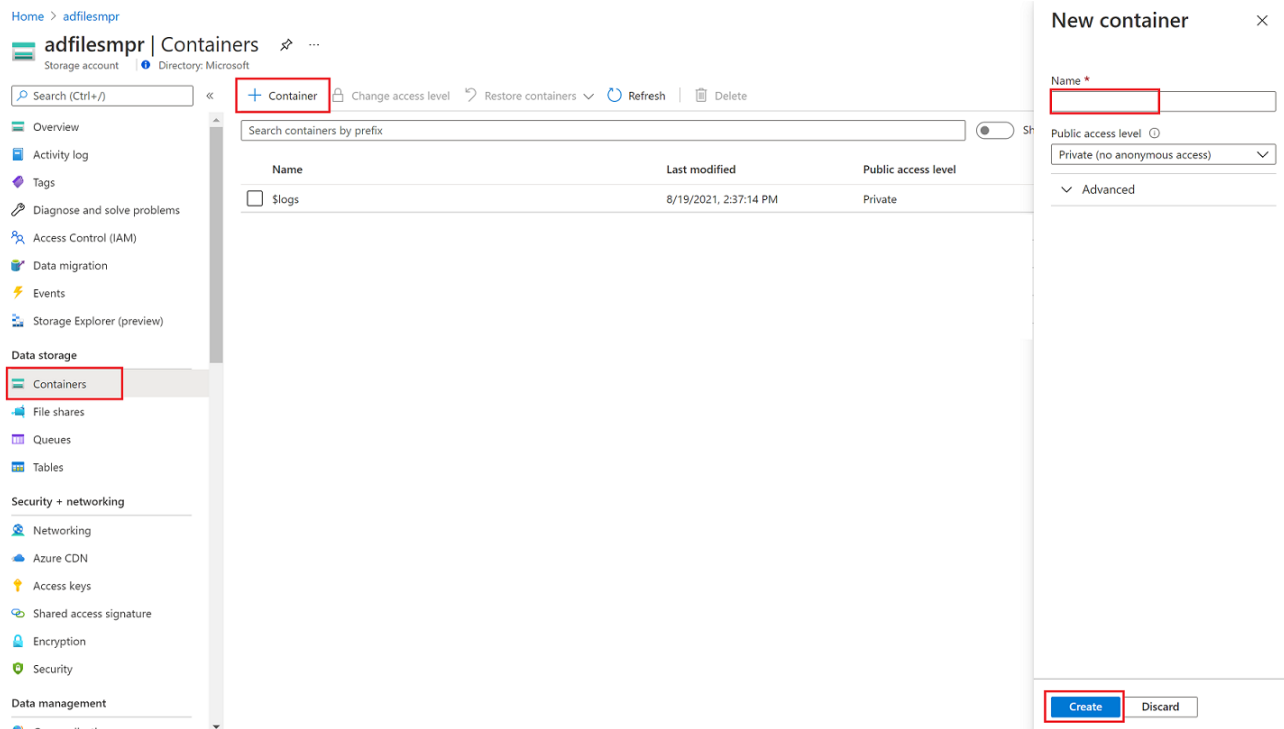 Home > adfilesmpr
adfilesmpr | Containers ...
Storage account Directory: Microsoft
Search (Ctrl+/) «
Overview
Activity log
Tags
Diagnose and solve problems
Access Control (IAM)
Data migration
Events
Storage Explorer (preview)
Data storage
Containers
File shares
Queues
Tables
Security + networking
Networking
Azure CDN
Access keys
Shared access signature
Encryption
Security
Data management
+ Container Change access level Restore containers Refresh Delete
Search containers by prefix
Name Last modified Public access level
$logs 8/19/2021, 2:37:14 PM Private
New container
Name *
Public access level
Private (no anonymous access)
Advanced
Create Discard